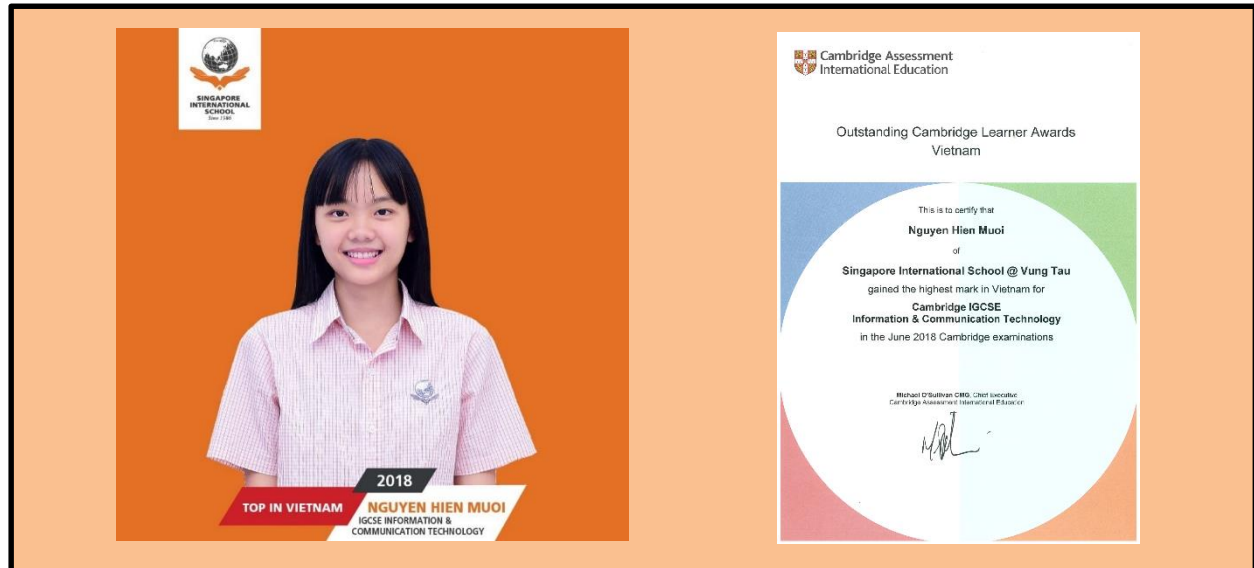 SINGAPORE
INTERNATIONAL
SCHOOL
Since 1996
2018
TOP IN VIETNAM
NGUYEN HIEN MUOI
IGCSE INFORMATION &
COMMUNICATION TECHNOLOGY
Cambridge Assessment
International Education
Outstanding Cambridge Learner Awards
Vietnam
This is to certify that
Nguyen Hien Muoi
of
Singapore International School @ Vung Tau
gained the highest mark in Vietnam for
Cambridge IGCSE
Information & Communication Technology
in the June 2018 Cambridge examinations
Michael O'Sullivan CMG, Chief Executive
Cambridge Assessment International Education